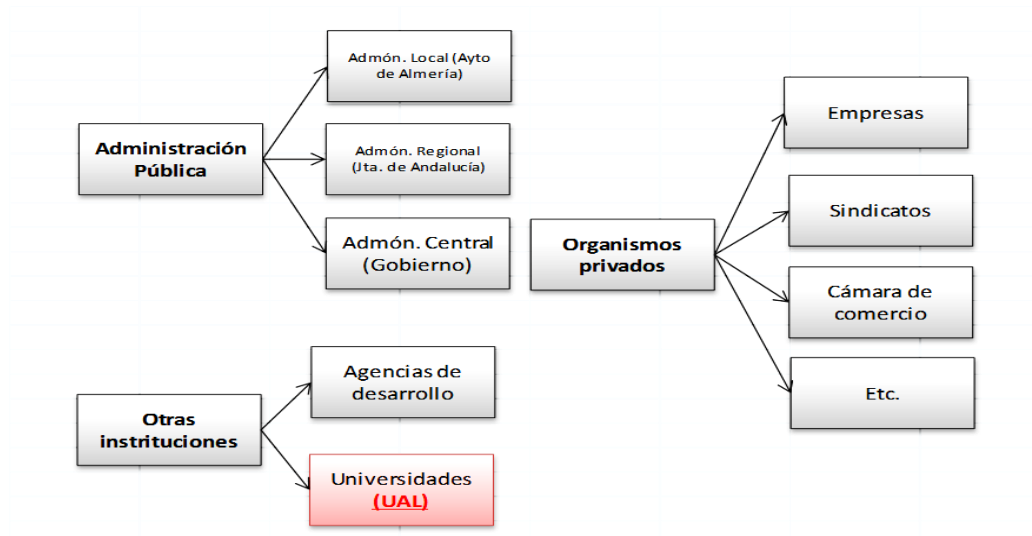 Administración
Pública
Admón. Local (Ayto
de Almería)
Admón. Regional
(Jta. de Andalucía)
Admón. Central
(Gobierno)
Otras
instrituciones
Agencias de
desarrollo
Universidades
(UAL)
Organismos
privados
Empresas
Sindicatos
Cámara de
comercio
Etc.